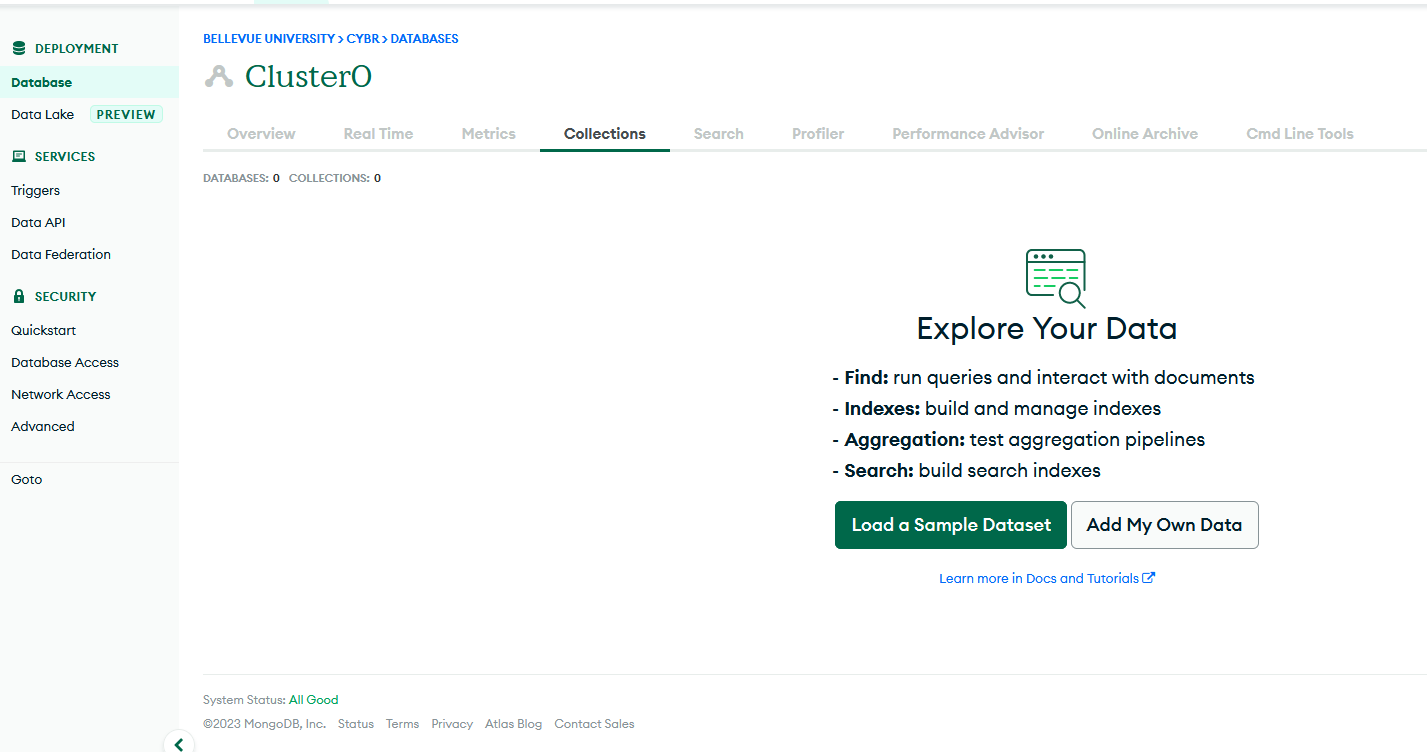 BELLEVUE UNIVERSITY > CYBR > DATABASES
Cluster0
DEPLOYMENT
Database
Data Lake PREVIEW
SERVICES
Triggers
Data API
Data Federation
SECURITY
Quickstart
Database Access
Network Access
Advanced
Goto
Overview Real Time Metrics Collections Search Profiler Performance Advisor Online Archive Cmd Line Tools
DATABASES: 0 COLLECTIONS: 0
Explore Your Data
- Find: run queries and interact with documents
- Indexes: build and manage indexes
- Aggregation: test aggregation pipelines
- Search: build search indexes
Load a Sample Dataset Add My Own Data
Learn more in Docs and Tutorials
System Status: All Good
©2023 MongoDB, Inc. Status Terms Privacy Atlas Blog Contact Sales